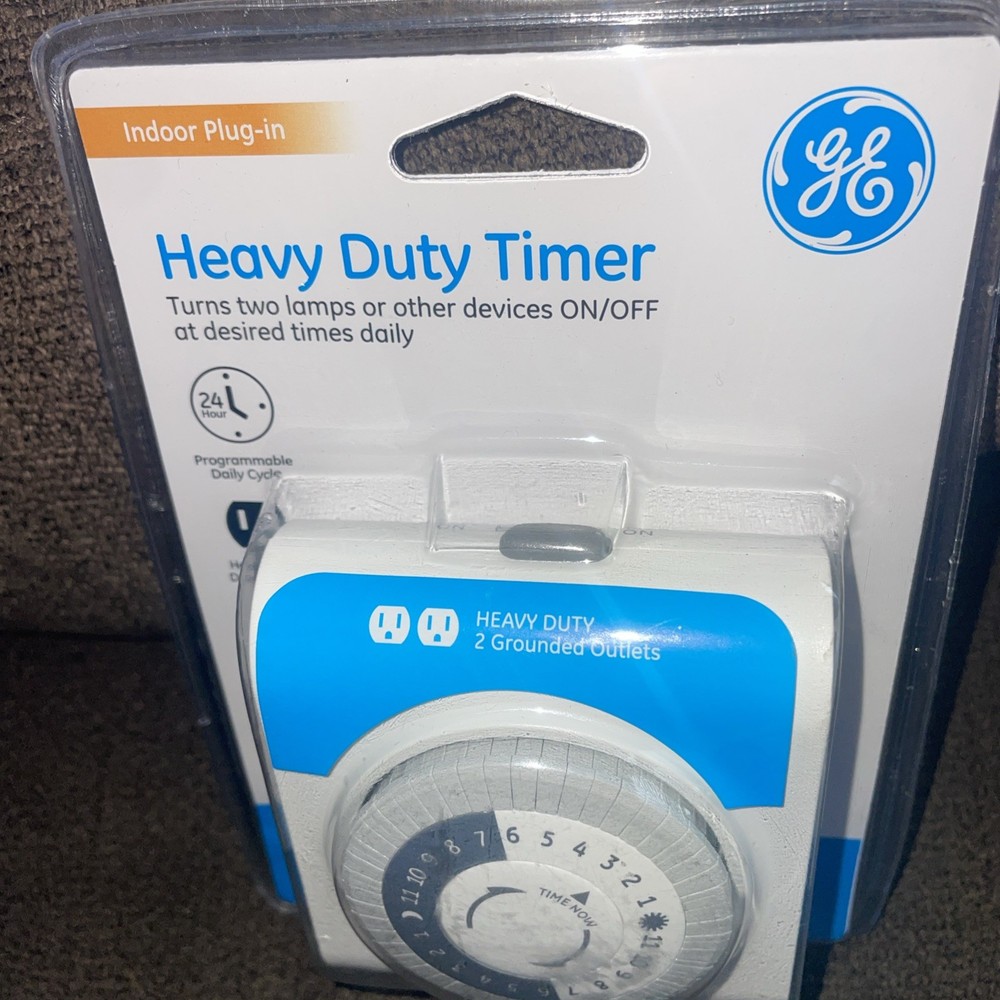 Indoor Plug-in
GE
Heavy Duty Timer
Turns two lamps or other devices ON/OFF
at desired times daily
24
Hour
Programmable
Daily Cycle
ON
HEAVY DUTY
2 Grounded Outlets
11 10 9 8 7 6 5 4 3 2 1
TIME NOW